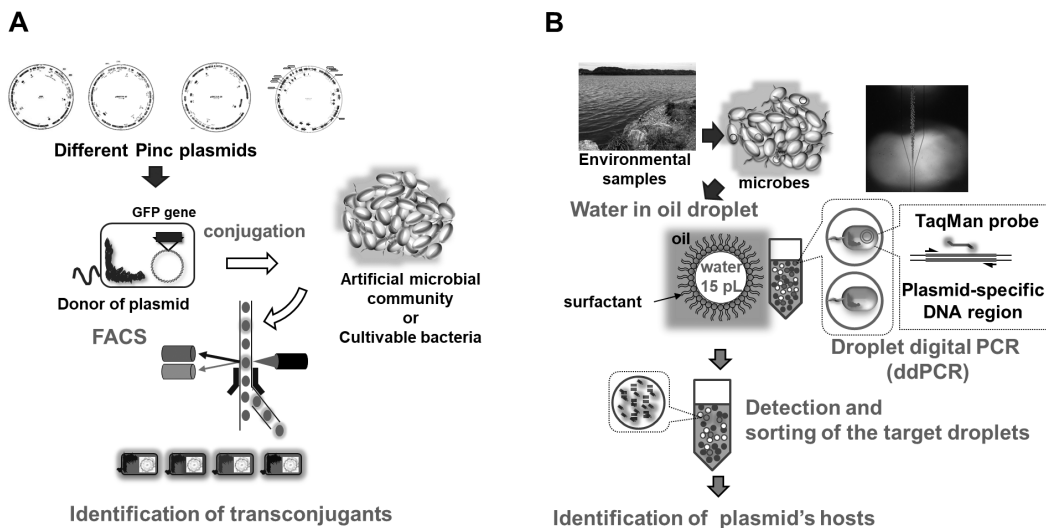 A
Different Pinc plasmids
GFP gene
conjugation
Donor of plasmid
FACS
Artificial microbial
community
or
Cultivable bacteria
Identification of transconjugants
B
Environmental
samples
microbes
Water in oil droplet
oil
water
15 pL
surfactant
TaqMan probe
Plasmid-specific
DNA region
Droplet digital PCR
(ddPCR)
Detection and
sorting of the target droplets
Identification of plasmid's hosts